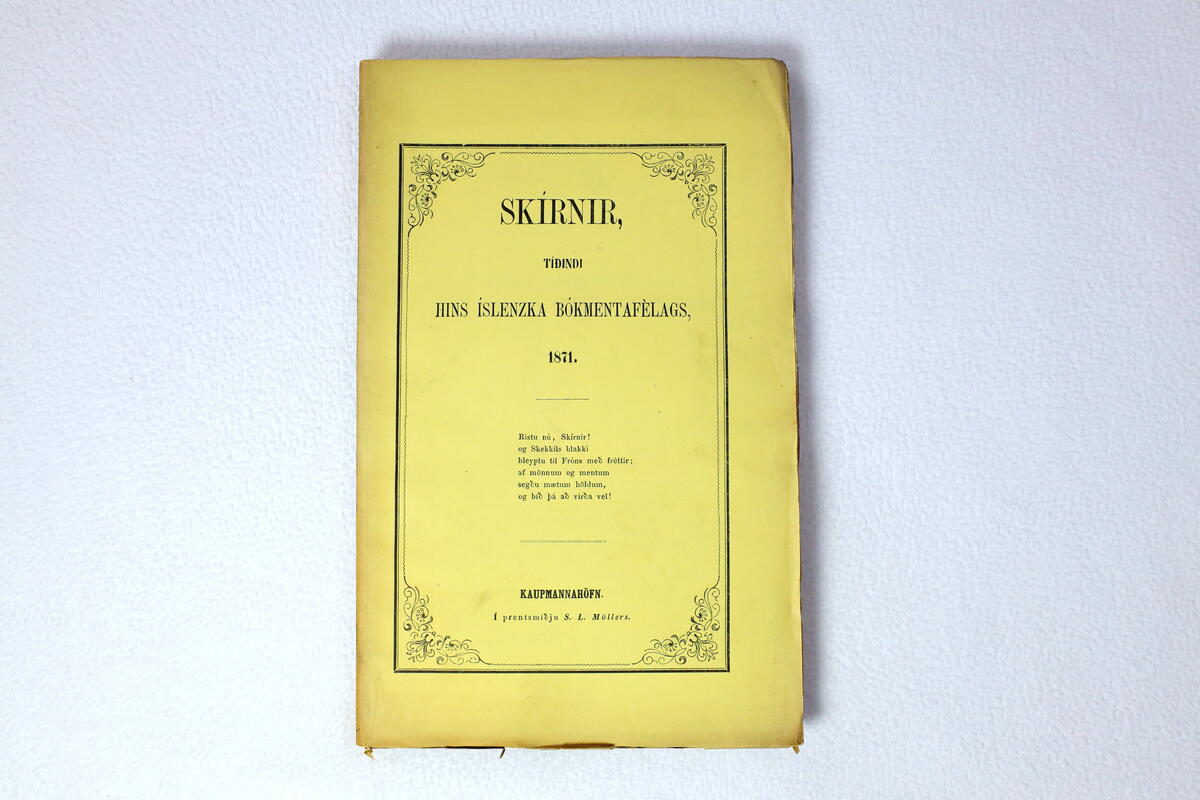 SKÍRNIR,
TÍÐINDI
HINS ÍSLENZKA BÓKMENTAFÈLAGS,
1871.
Rístu nú, Skírnir!
og Skekkils blakki
hleyptu til Fróns með fréttir;
af mönnum og mentum
segðu mætum höldum,
og bið þá að virða vel!
KAUPMANNAHÖFN.
Í prentsmiðju S. L. Möllers.